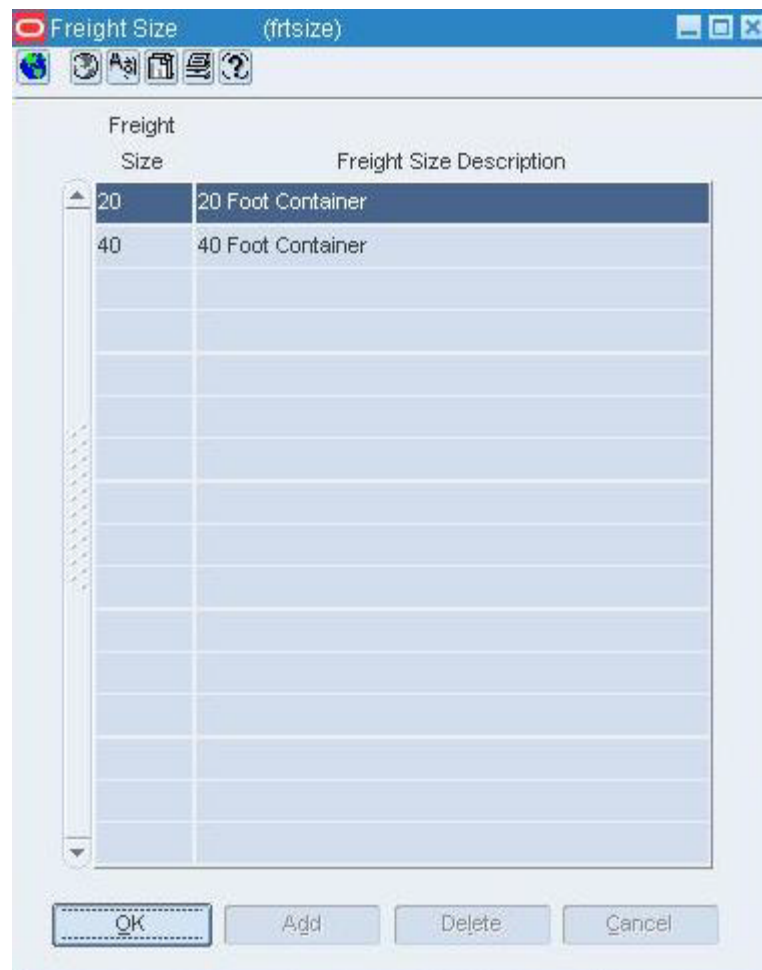 Freight Size (frtsize)
Freight
Size Freight Size Description
20 20 Foot Container
40 40 Foot Container
OK Add Delete Cancel